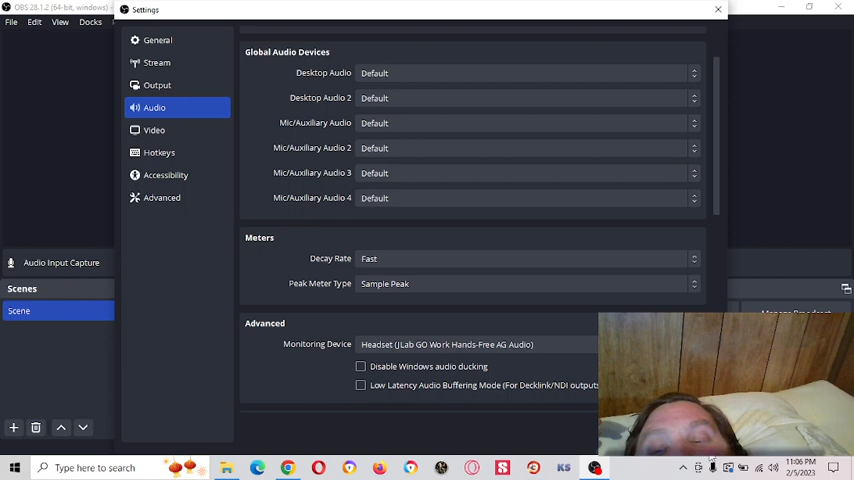 OBS 28.1.2 (64-bit, windows)
Settings
File Edit View Docks
General
Stream
Output
Audio
Video
Hotkeys
Accessibility
Advanced
Global Audio Devices
Desktop Audio Default
Desktop Audio 2 Default
Mic/Auxiliary Audio Default
Mic/Auxiliary Audio 2 Default
Mic/Auxiliary Audio 3 Default
Mic/Auxiliary Audio 4 Default
Meters
Decay Rate Fast
Peak Meter Type Sample Peak
Advanced
Monitoring Device Headset (JLab GO Work Hands-Free AG Audio)
Disable Windows audio ducking
Low Latency Audio Buffering Mode (For Decklink/NDI outputs
Audio Input Capture
Scenes
Scene
Manage Broadcast
Type here to search
KS
11:06 PM
2/5/2023